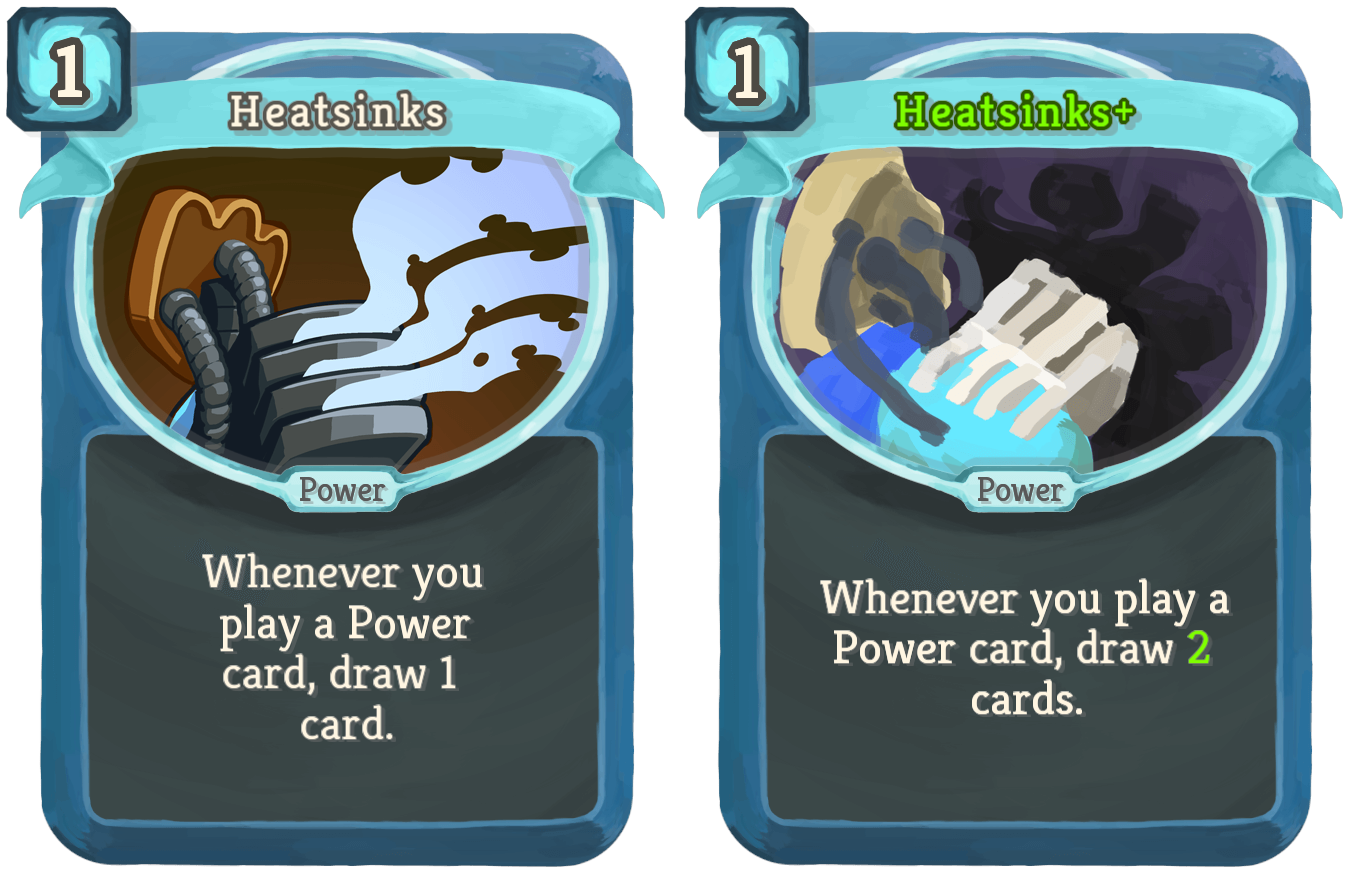 1
Heatsinks
Power
Whenever you
play a Power
card, draw 1
card.
1
Heatsinks+
Power
Whenever you play a
Power card, draw 2
cards.